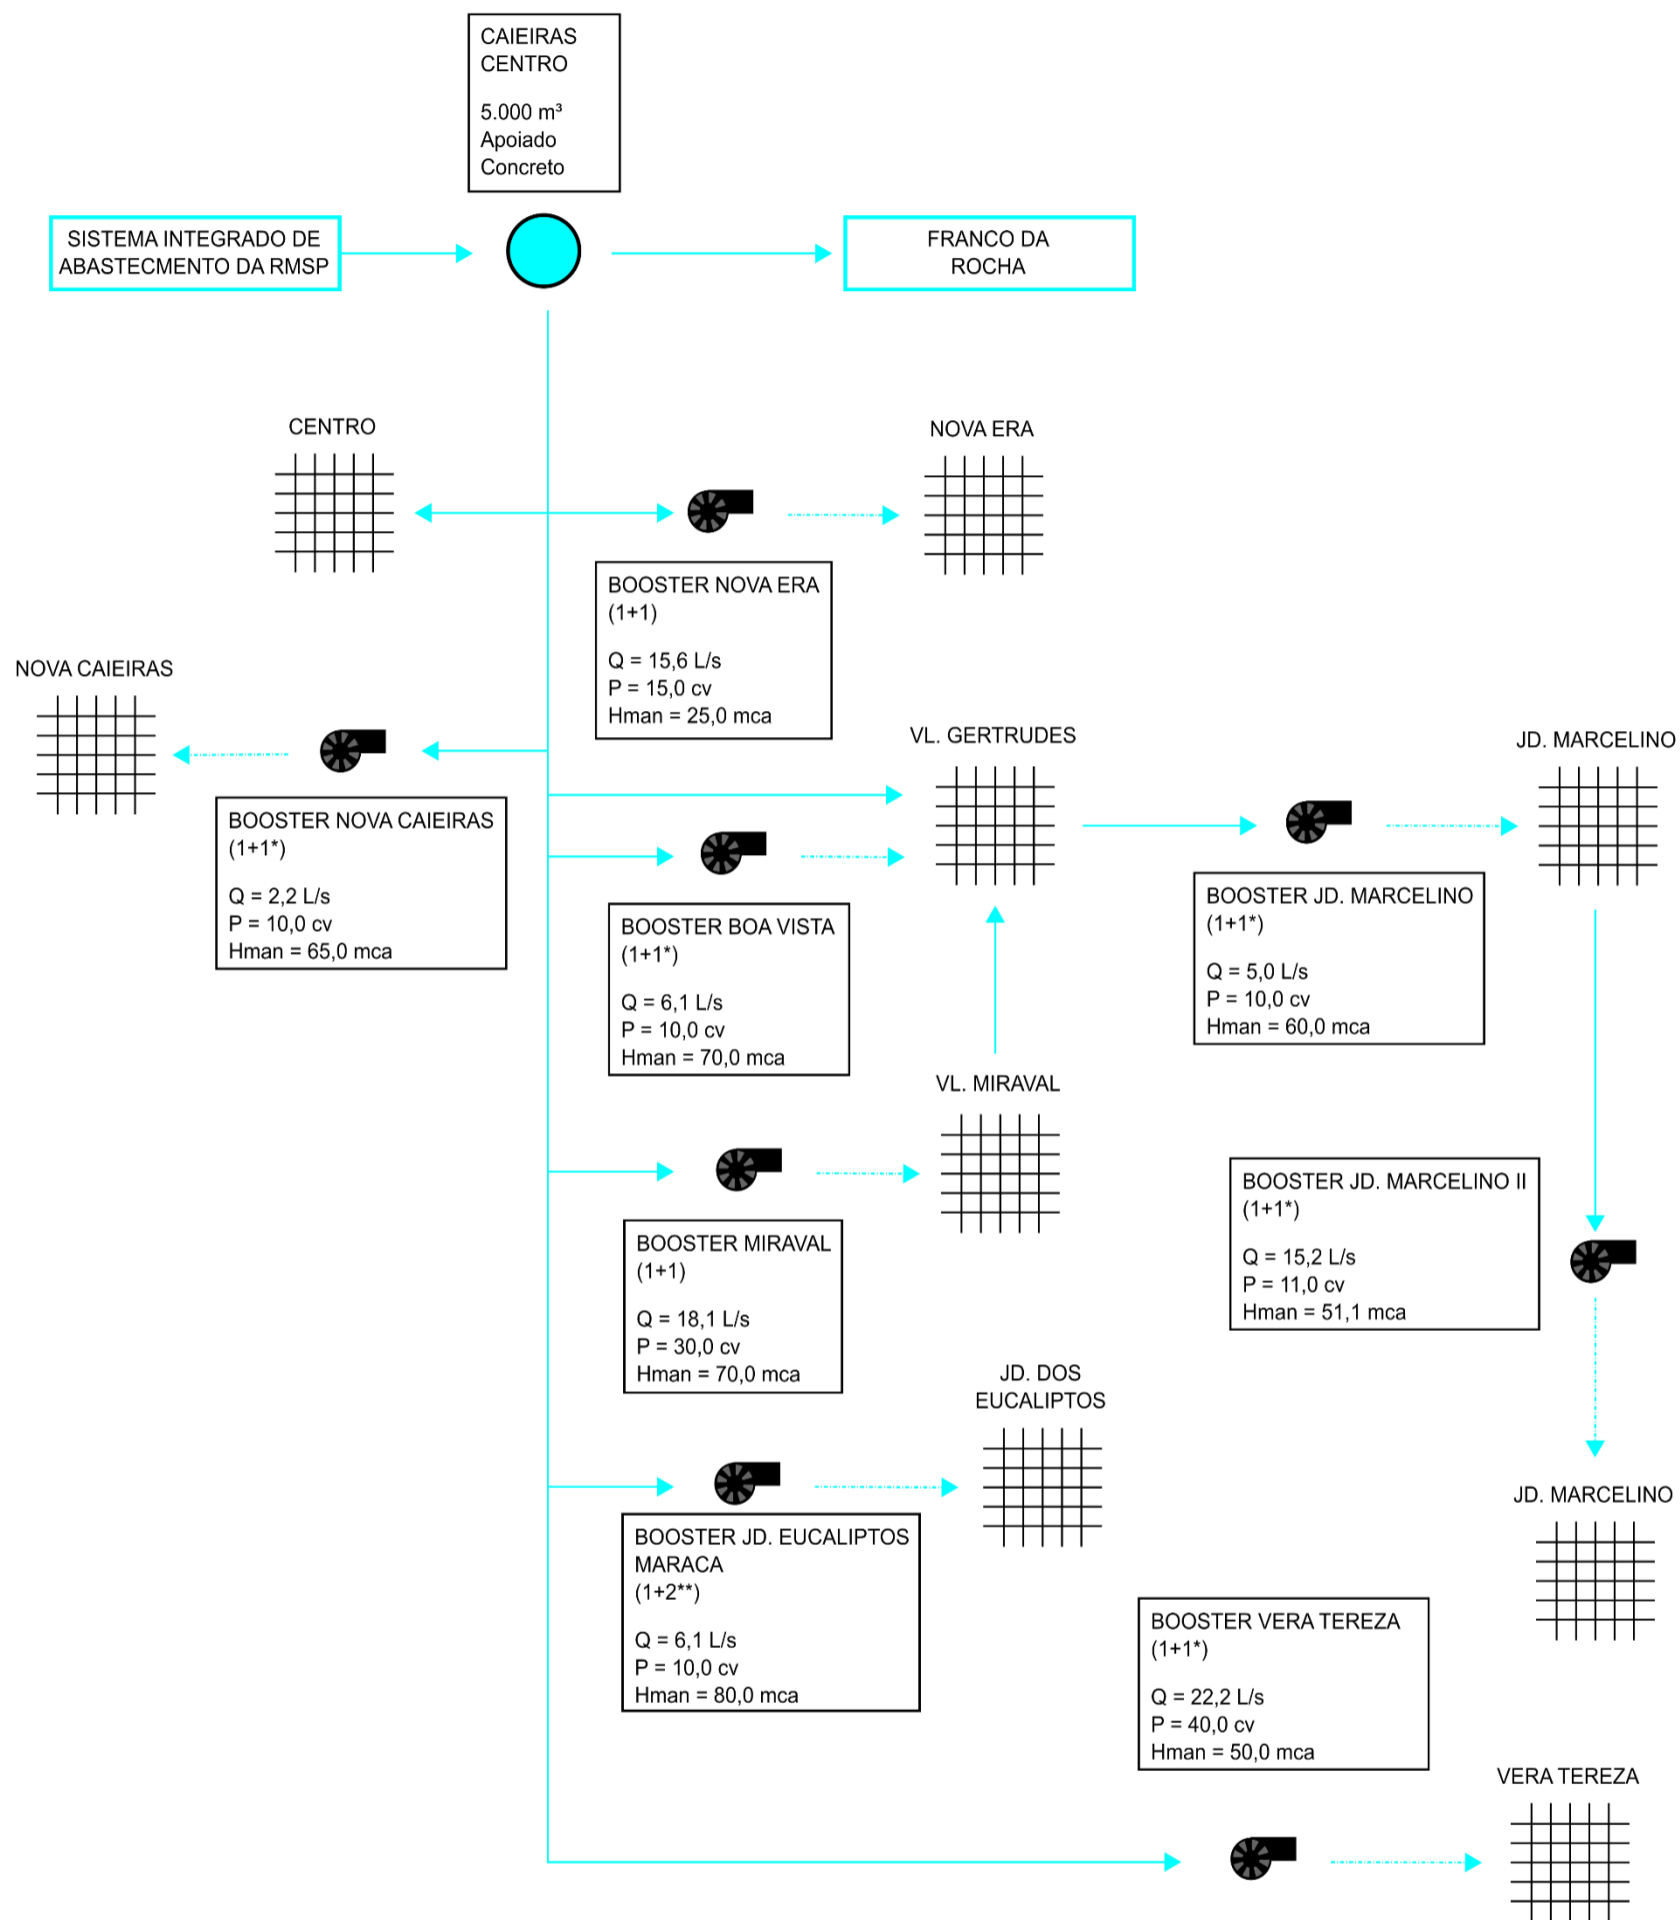 CAIEIRAS
CENTRO
5.000 m³
Apoiado
Concreto
SISTEMA INTEGRADO DE
ABASTECMENTO DA RMSP
FRANCO DA
ROCHA
CENTRO
NOVA ERA
BOOSTER NOVA ERA
(1+1)
Q = 15,6 L/s
P = 15,0 cv
Hman = 25,0 mca
NOVA CAIEIRAS
BOOSTER NOVA CAIEIRAS
(1+1*)
Q = 2,2 L/s
P = 10,0 cv
Hman = 65,0 mca
VL. GERTRUDES
JD. MARCELINO
BOOSTER BOA VISTA
(1+1*)
Q = 6,1 L/s
P = 10,0 cv
Hman = 70,0 mca
BOOSTER JD. MARCELINO
(1+1*)
Q = 5,0 L/s
P = 10,0 cv
Hman = 60,0 mca
VL. MIRAVAL
BOOSTER MIRAVAL
(1+1)
Q = 18,1 L/s
P = 30,0 cv
Hman = 70,0 mca
BOOSTER JD. MARCELINO II
(1+1*)
Q = 15,2 L/s
P = 11,0 cv
Hman = 51,1 mca
JD. DOS
EUCALIPTOS
JD. MARCELINO
BOOSTER JD. EUCALIPTOS
MARACA
(1+2**)
Q = 6,1 L/s
P = 10,0 cv
Hman = 80,0 mca
BOOSTER VERA TEREZA
(1+1*)
Q = 22,2 L/s
P = 40,0 cv
Hman = 50,0 mca
VERA TEREZA